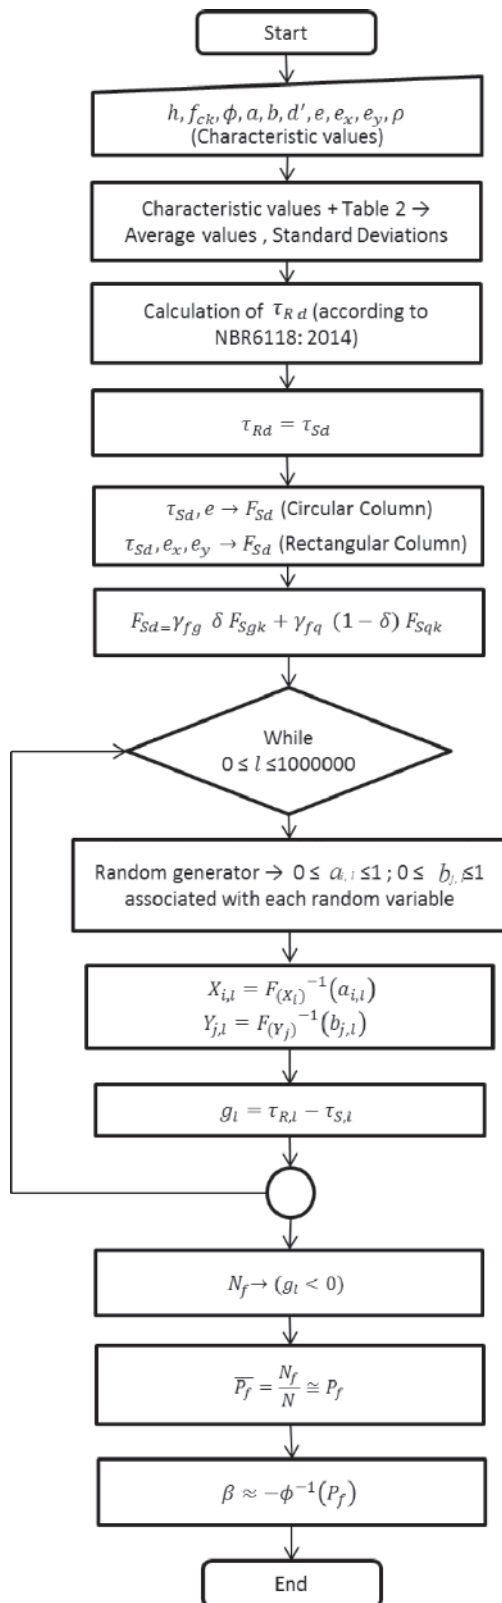 Start
h, f_ck, ϕ, a, b, d', e, e_x, e_y, ρ
(Characteristic values)
Characteristic values + Table 2 →
Average values , Standard Deviations
Calculation of τ_Rd (according to
NBR6118: 2014)
τ_Rd = τ_Sd
τ_Sd, e → F_Sd (Circular Column)
τ_Sd, e_x, e_y → F_Sd (Rectangular Column)
F_Sd=γ_fg δ F_Sgk + γ_fq (1 − δ) F_Sqk
While
0 ≤ l ≤1000000
Random generator → 0 ≤ a_i,l ≤1 ; 0 ≤ b_j,l ≤1
associated with each random variable
X_i,l = F_(X_i)^−1(a_i,l)
Y_j,l = F_(Y_j)^−1(b_j,l)
g_l = τ_R,l − τ_S,l
N_f → (g_l < 0)
P̅_f = N_f/N ≅ P_f
β ≈ −ϕ^−1(P_f)
End